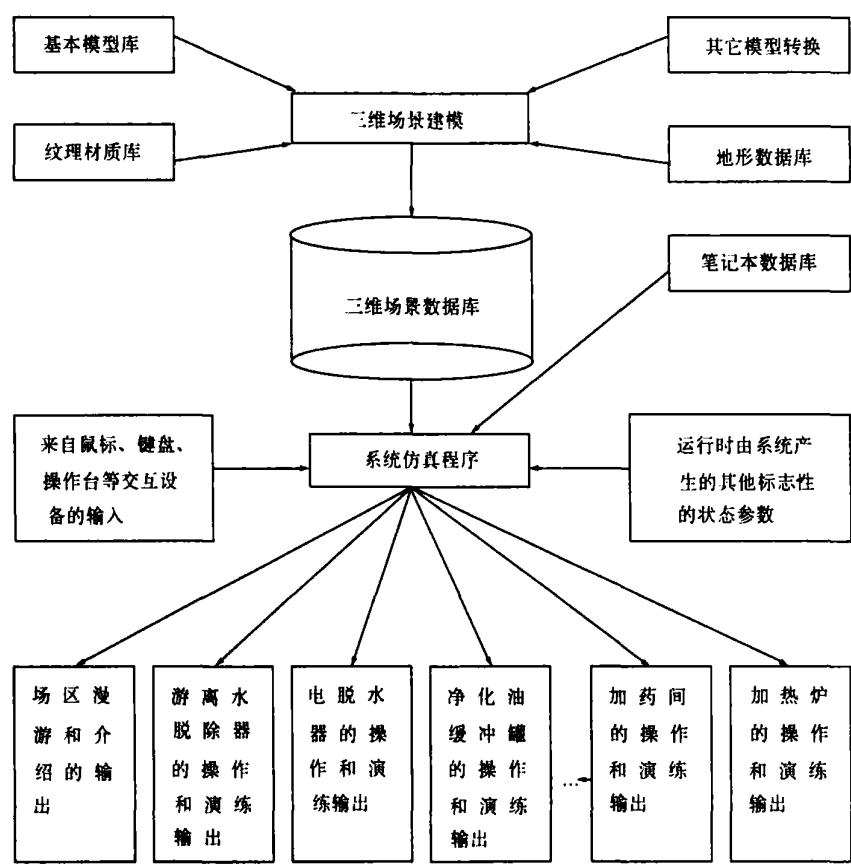 基本模型库
其它模型转换
三维场景建模
纹理材质库
地形数据库
笔记本数据库
三维场景数据库
来自鼠标、键盘、
操作台等交互设
备的输入
系统仿真程序
运行时由系统产
生的其他标志性
的状态参数
场区漫
游和介
绍的输
出
游离水
脱除器
的操作
和演练
输出
电脱水
器的操
作和演
练输出
净化油
缓冲罐
的操作
和演练
输出
...
加药间
的操作
和演练
输出
加热炉
的操作
和演练
输出